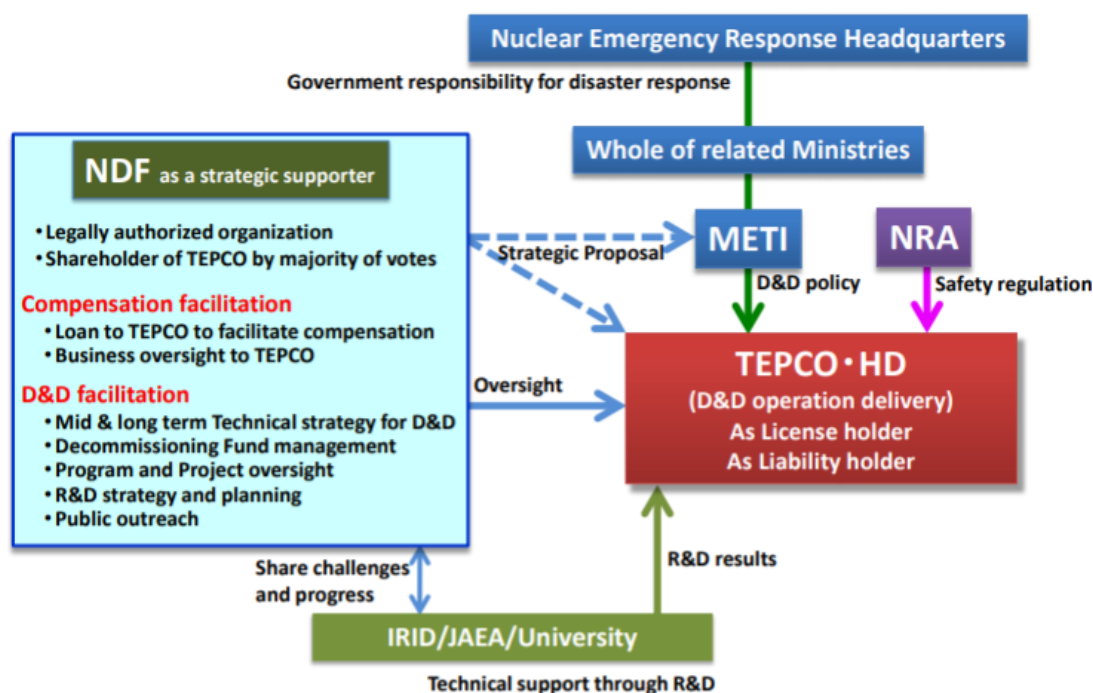 Nuclear Emergency Response Headquarters
Government responsibility for disaster response
Whole of related Ministries
NDF as a strategic supporter
・Legally authorized organization
・Shareholder of TEPCO by majority of votes
Compensation facilitation
・Loan to TEPCO to facilitate compensation
・Business oversight to TEPCO
D&D facilitation
・Mid & long term Technical strategy for D&D
・Decommissioning Fund management
・Program and Project oversight
・R&D strategy and planning
・Public outreach
Strategic Proposal
METI
NRA
D&D policy
Safety regulation
Oversight
TEPCO・HD
(D&D operation delivery)
As License holder
As Liability holder
Share challenges
and progress
R&D results
IRID/JAEA/University
Technical support through R&D